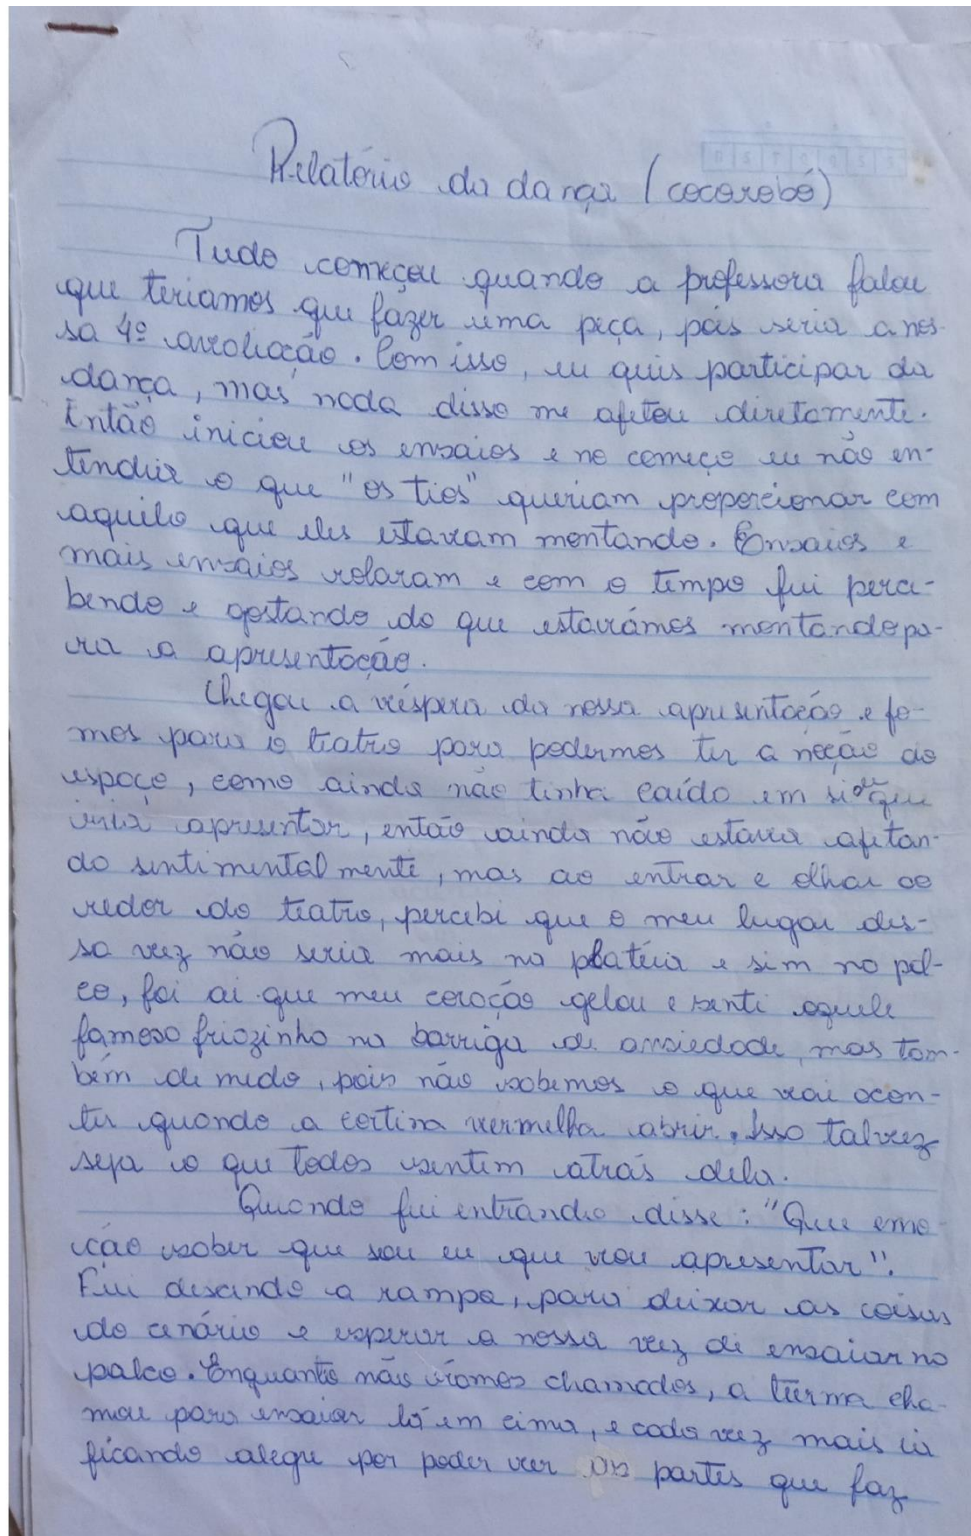 Relatório da dança (cocorobó)
Tudo começou quando a professora falou
que teriamos que fazer uma peça, pois seria a nos-
sa 4º avaliação. Com isso, eu quis participar da
dança, mas nada disso me afetou diretamente.
Então iniciou os ensaios e no começo eu não en-
tendia o que "os tios" queriam proporcionar com
aquilo que eles estavam montando. Ensaios e
mais ensaios rolaram e com o tempo fui perce-
bendo e gostando do que estavámos montando pa-
ra a apresentação.
Chegou a véspera da nossa apresentação e fo-
mos para o teatro para podermos ter a noção do
espaço, como ainda não tinha caído em si de que
iria apresentar, então ainda não estava afetan-
do sentimental mente, mas ao entrar e olhar ao
redor do teatro, percebi que o meu lugar des-
sa vez não seria mais na platéia e sim no pal-
co, foi ai que meu coração gelou e senti aquele
famoso friozinho na barriga de ansiedade, mas tam-
bém de medo, pois não sabemos o que vai acon-
ter quando a cortina vermelha abrir. Isso talvez
seja o que todos sentem atrás dela.
Quando fui entrando disse: "Que emo-
ção saber que sou eu que vou apresentar".
Fui descendo a rampa, para deixar as coisas
do cenário e esperar a nossa vez de ensaiar no
palco. Enquanto não éramos chamados, a turma cha-
mou para ensaiar lá em cima, e cada vez mais ia
ficando alegre por poder ver as partes que faz